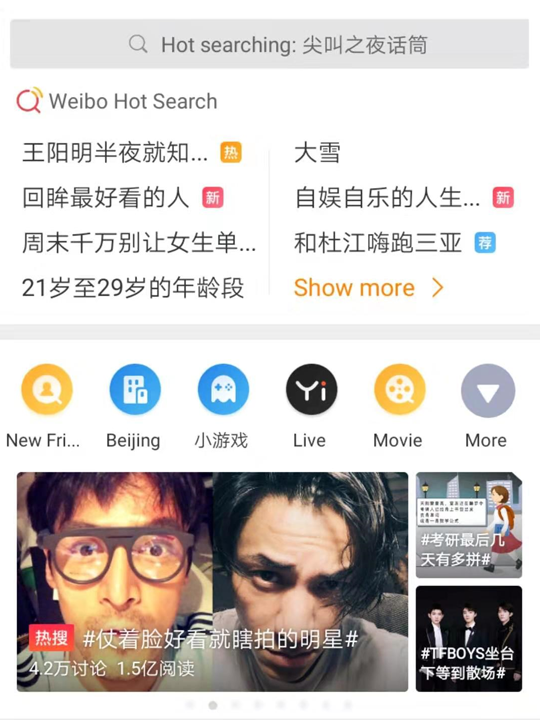 Hot searching: 尖叫之夜话筒
Weibo Hot Search
王阳明半夜就知... 热
大雪
回眸最好看的人 新
自娱自乐的人生... 新
周末千万别让女生单...
和杜江嗨跑三亚 荐
21岁至29岁的年龄段
Show more
New Fri...
Beijing
小游戏
Yi
Live
Movie
More
热搜 #仗着脸好看就瞎拍的明星#
4.2万讨论 1.5亿阅读
#考研最后几
天有多拼#
#TFBOYS坐台
下等到散场#